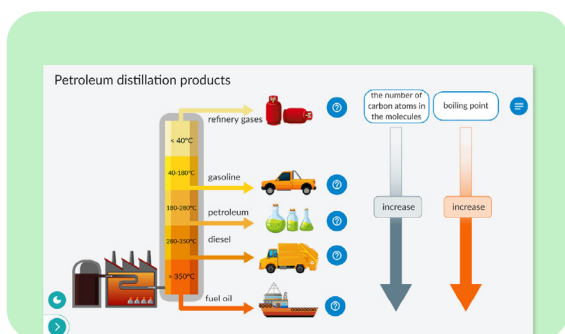 Petroleum distillation products
the number of
carbon atoms in
the molecules
boiling point
refinery gases
< 40°C
40-180°C
gasoline
180-280°C
petroleum
increase
increase
280-350°C
diesel
> 350°C
fuel oil